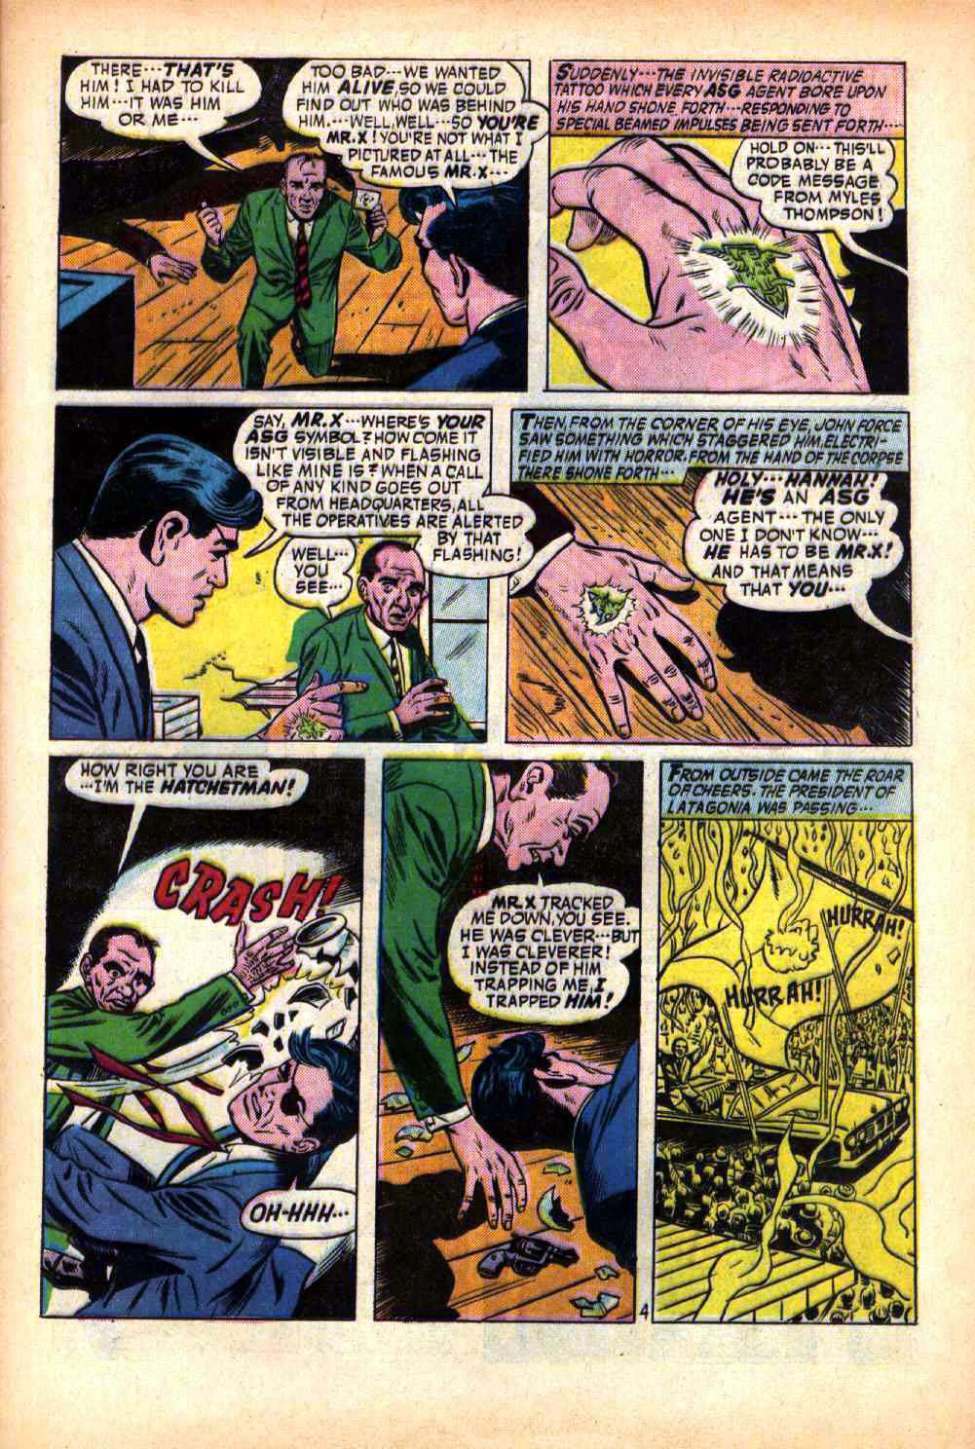 THERE---THAT'S
HIM! I HAD TO KILL
HIM---IT WAS HIM
OR ME---
TOO BAD---WE WANTED
HIM ALIVE, SO WE COULD
FIND OUT WHO WAS BEHIND
HIM.---WELL, WELL---SO YOU'RE
MR.X! YOU'RE NOT WHAT I
PICTURED AT ALL---THE
FAMOUS MR.X---
SUDDENLY---THE INVISIBLE RADIOACTIVE
TATTOO WHICH EVERY ASG AGENT BORE UPON
HIS HAND SHONE FORTH---RESPONDING TO
SPECIAL BEAMED IMPULSES BEING SENT FORTH---
HOLD ON---THIS'LL
PROBABLY BE A
CODE MESSAGE
FROM MYLES
THOMPSON!
SAY, MR.X---WHERE'S YOUR
ASG SYMBOL? HOW COME IT
ISN'T VISIBLE AND FLASHING
LIKE MINE IS? WHEN A CALL
OF ANY KIND GOES OUT
FROM HEADQUARTERS, ALL
THE OPERATIVES ARE ALERTED
BY THAT
FLASHING!
WELL---
YOU
SEE---
THEN, FROM THE CORNER OF HIS EYE, JOHN FORCE
SAW SOMETHING WHICH STAGGERED HIM, ELECTRI-
FIED HIM WITH HORROR. FROM THE HAND OF THE CORPSE
THERE SHONE FORTH---
HOLY---HANNAH!
HE'S AN ASG
AGENT---THE ONLY
ONE I DON'T KNOW---
HE HAS TO BE MR.X!
AND THAT MEANS
THAT YOU---
HOW RIGHT YOU ARE
---I'M THE HATCHETMAN!
CRASH!
OH-HHH---
MR.X TRACKED
ME DOWN, YOU SEE.
HE WAS CLEVER---BUT
I WAS CLEVERER!
INSTEAD OF HIM
TRAPPING ME, I
TRAPPED HIM!
4
FROM OUTSIDE CAME THE ROAR
OF CHEERS. THE PRESIDENT OF
LATAGONIA WAS PASSING---
HURRAH!
HURRAH!